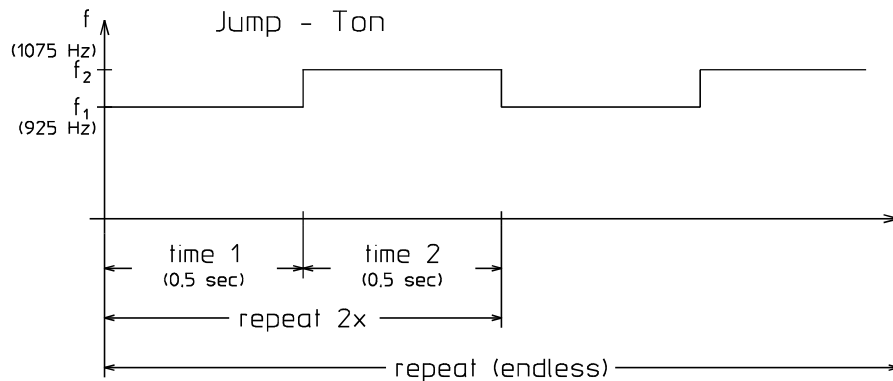 f
Jump - Ton
(1075 Hz)
f₂
f₁
(925 Hz)
time 1
(0,5 sec)
time 2
(0,5 sec)
repeat 2x
repeat (endless)